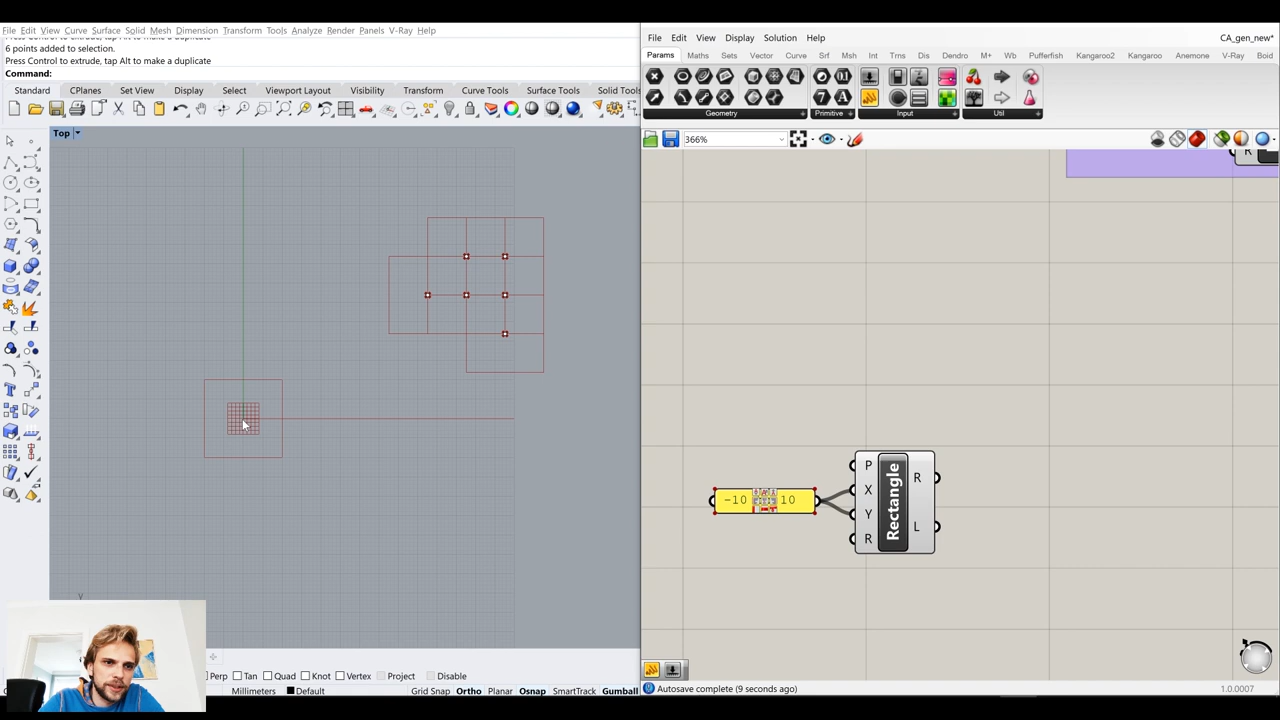 File Edit View Curve Surface Solid Mesh Dimension Transform Tools Analyze Render Panels V-Ray Help
6 points added to selection.
Press Control to extrude, tap Alt to make a duplicate
Command:
Standard CPlanes Set View Display Select Viewport Layout Visibility Transform Curve Tools Surface Tools Solid Tools
Top
y
Perp Tan Quad Knot Vertex Project Disable
Millimeters Default Grid Snap Ortho Planar Osnap SmartTrack Gumball
File Edit View Display Solution Help CA_gen_new*
Params Maths Sets Vector Curve Srf Msh Int Trns Dis Dendro M+ Wb Pufferfish Kangaroo2 Kangaroo Anemone V-Ray Boid
Geometry Primitive Input Util
366%
R
P
X
Y
R
Rectangle
R
L
-10 10
Autosave complete (9 seconds ago) 1.0.0007